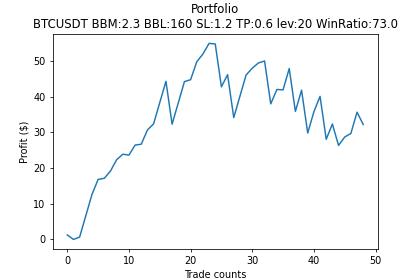 Portfolio
BTCUSDT BBM:2.3 BBL:160 SL:1.2 TP:0.6 lev:20 WinRatio:73.0
Profit ($)
50
40
30
20
10
0
0 10 20 30 40 50
Trade counts